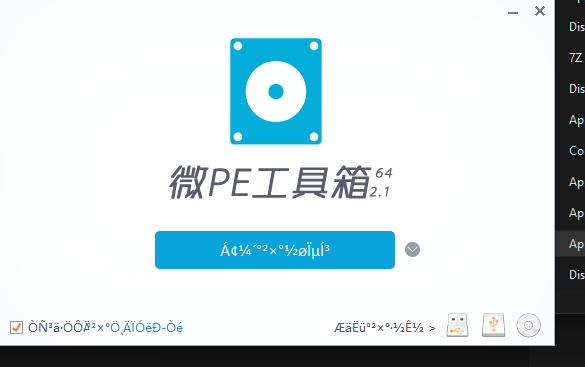 Dis
7Z
Dis
Ap
Co
Ap
Ap
Ap
Dis
微PE工具箱 64 2.1
Á¢¼´°²×°½øÏµÍ³
ÒÑ³ä·ÖÔÄ²×°Ö¸ÄÏÓëÐ-Òé
ÆäËü°²×°·½Ê½ >